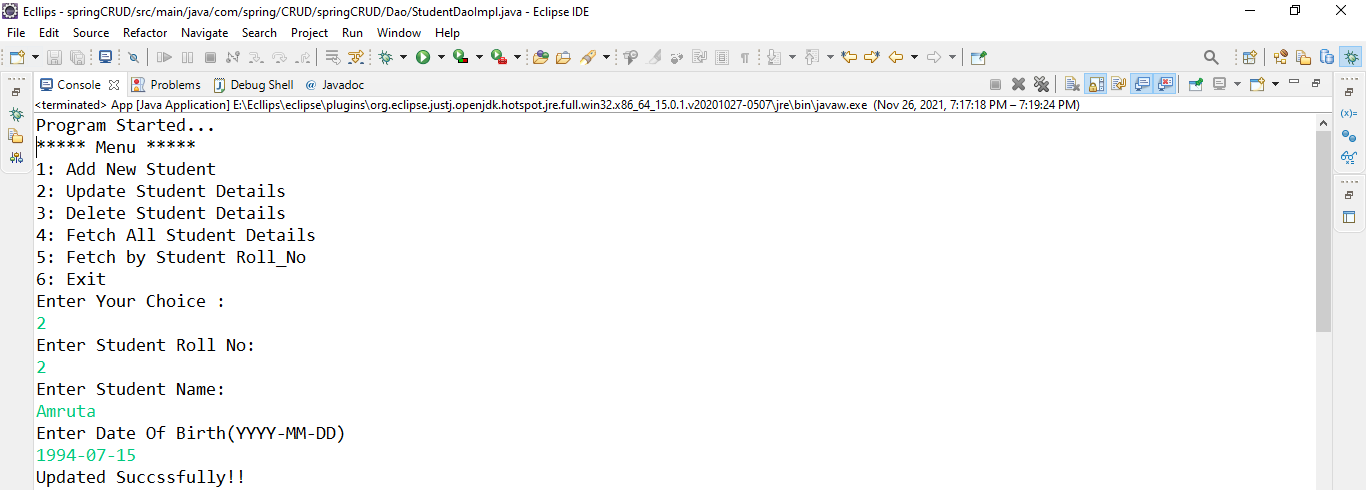 Ecllips - springCRUD/src/main/java/com/spring/CRUD/springCRUD/Dao/StudentDaoImpl.java - Eclipse IDE
File Edit Source Refactor Navigate Search Project Run Window Help
Console Problems Debug Shell @ Javadoc
<terminated> App [Java Application] E:\Ecllips\eclipse\plugins\org.eclipse.justj.openjdk.hotspot.jre.full.win32.x86_64_15.0.1.v20201027-0507\jre\bin\javaw.exe (Nov 26, 2021, 7:17:18 PM – 7:19:24 PM)
Program Started...
***** Menu *****
1: Add New Student
2: Update Student Details
3: Delete Student Details
4: Fetch All Student Details
5: Fetch by Student Roll_No
6: Exit
Enter Your Choice :
2
Enter Student Roll No:
2
Enter Student Name:
Amruta
Enter Date Of Birth(YYYY-MM-DD)
1994-07-15
Updated Succssfully!!